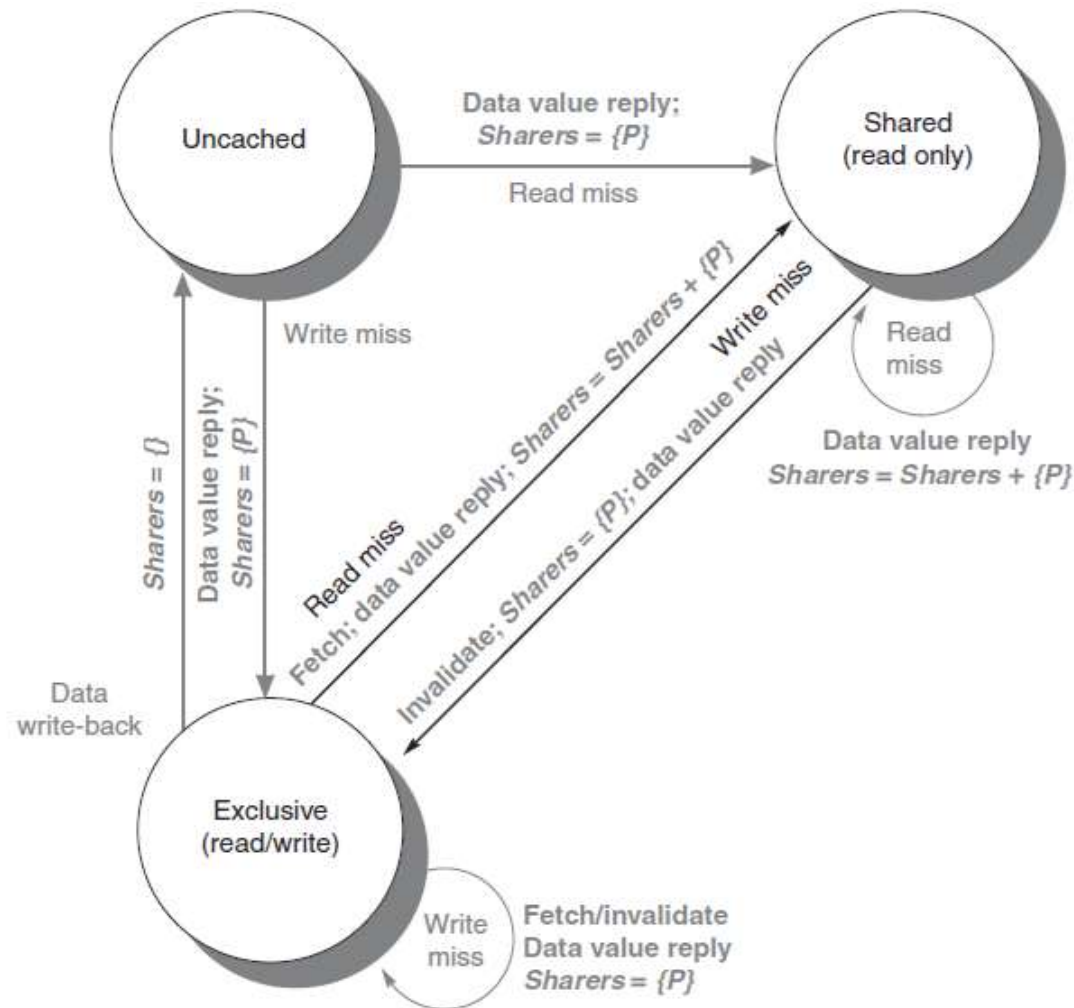 Uncached
Data value reply;
Sharers = {P}
Read miss
Shared
(read only)
Write miss
Sharers = {}
Data value reply;
Sharers = {P}
Data
write-back
Read miss
Fetch; data value reply; Sharers = Sharers + {P}
Write miss
Invalidate; Sharers = {P}; data value reply
Read
miss
Data value reply
Sharers = Sharers + {P}
Exclusive
(read/write)
Write
miss
Fetch/invalidate
Data value reply
Sharers = {P}